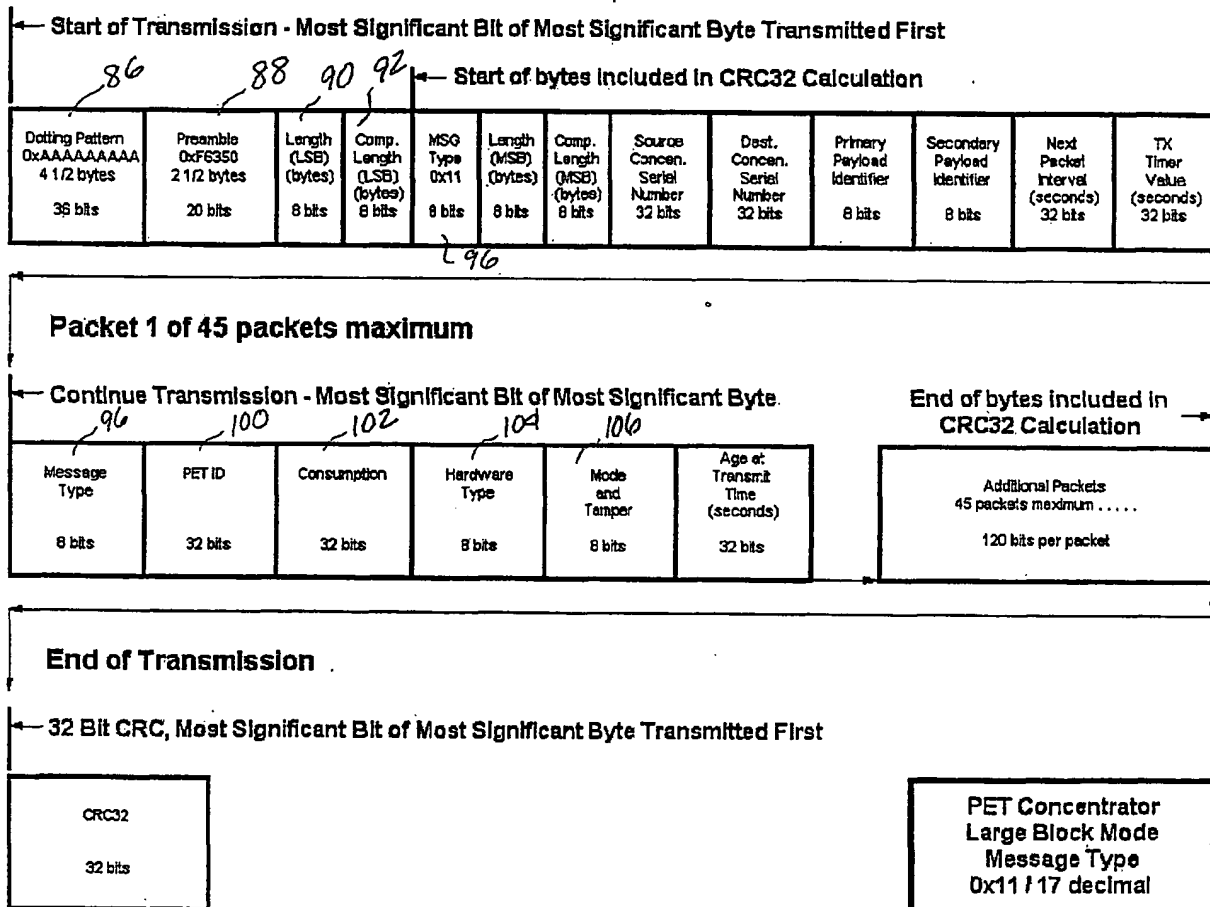 Start of Transmission - Most Significant Bit of Most Significant Byte Transmitted First
86 88 90 92
Start of bytes included in CRC32 Calculation
Dotting Pattern
0xAAAAAAAAA
4 1/2 bytes
36 bits
Preamble
0xF6350
2 1/2 bytes
20 bits
Length
(LSB)
(bytes)
8 bits
Comp.
Length
(LSB)
(bytes)
8 bits
MSG
Type
0x11
8 bits
Length
(MSB)
(bytes)
8 bits
Comp.
Length
(MSB)
(bytes)
8 bits
Source
Concen.
Serial
Number
32 bits
Dest.
Concen.
Serial
Number
32 bits
Primary
Payload
Identifier
8 bits
Secondary
Payload
Identifier
8 bits
Next
Packet
Interval
(seconds)
32 bits
TX
Timer
Value
(seconds)
32 bits
96
Packet 1 of 45 packets maximum
Continue Transmission - Most Significant Bit of Most Significant Byte.
End of bytes included in
CRC32 Calculation
96 100 102 104 106
Message
Type
8 bits
PET ID
32 bits
Consumption
32 bits
Hardware
Type
8 bits
Mode
and
Tamper
8 bits
Age at
Transmit
Time
(seconds)
32 bits
Additional Packets
45 packets maximum . . . . .
120 bits per packet
End of Transmission
32 Bit CRC, Most Significant Bit of Most Significant Byte Transmitted First
CRC32
32 bits
PET Concentrator
Large Block Mode
Message Type
0x11 / 17 decimal